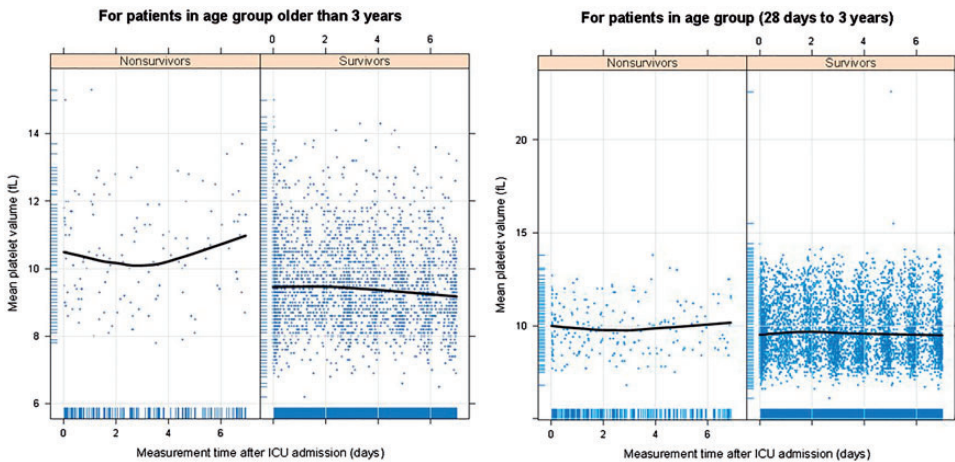 For patients in age group older than 3 years
0 2 4 6
Nonsurvivors Survivors
Mean platelet volume (fL)
14
12
10
8
6
0 2 4 6
Measurement time after ICU admission (days)
For patients in age group (28 days to 3 years)
0 2 4 6
Nonsurvivors Survivors
Mean platelet volume (fL)
20
15
10
0 2 4 6
Measurement time after ICU admission (days)